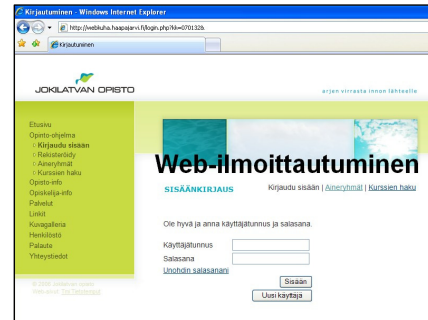 Kirjautuminen - Windows Internet Explorer
http://webkuha.haapajarvi.fi/login.php?kk=070132&
Kirjautuminen
JOKILATVAN OPISTO
arjen virrasta innon lähteelle
Etusivu
Opinto-ohjelma
Kirjaudu sisään
Rekisteröidy
Aineryhmät
Kurssien haku
Opisto-info
Opiskelija-info
Palvelut
Linkit
Kuvagalleria
Henkilöstö
Palaute
Yhteystiedot
Web-ilmoittautuminen
SISÄÄNKIRJAUS
Kirjaudu sisään | Aineryhmät | Kurssien haku
Ole hyvä ja anna käyttäjätunnus ja salasana.
Käyttäjätunnus
Salasana
Unohdin salasanani
Sisään
Uusi käyttäjä